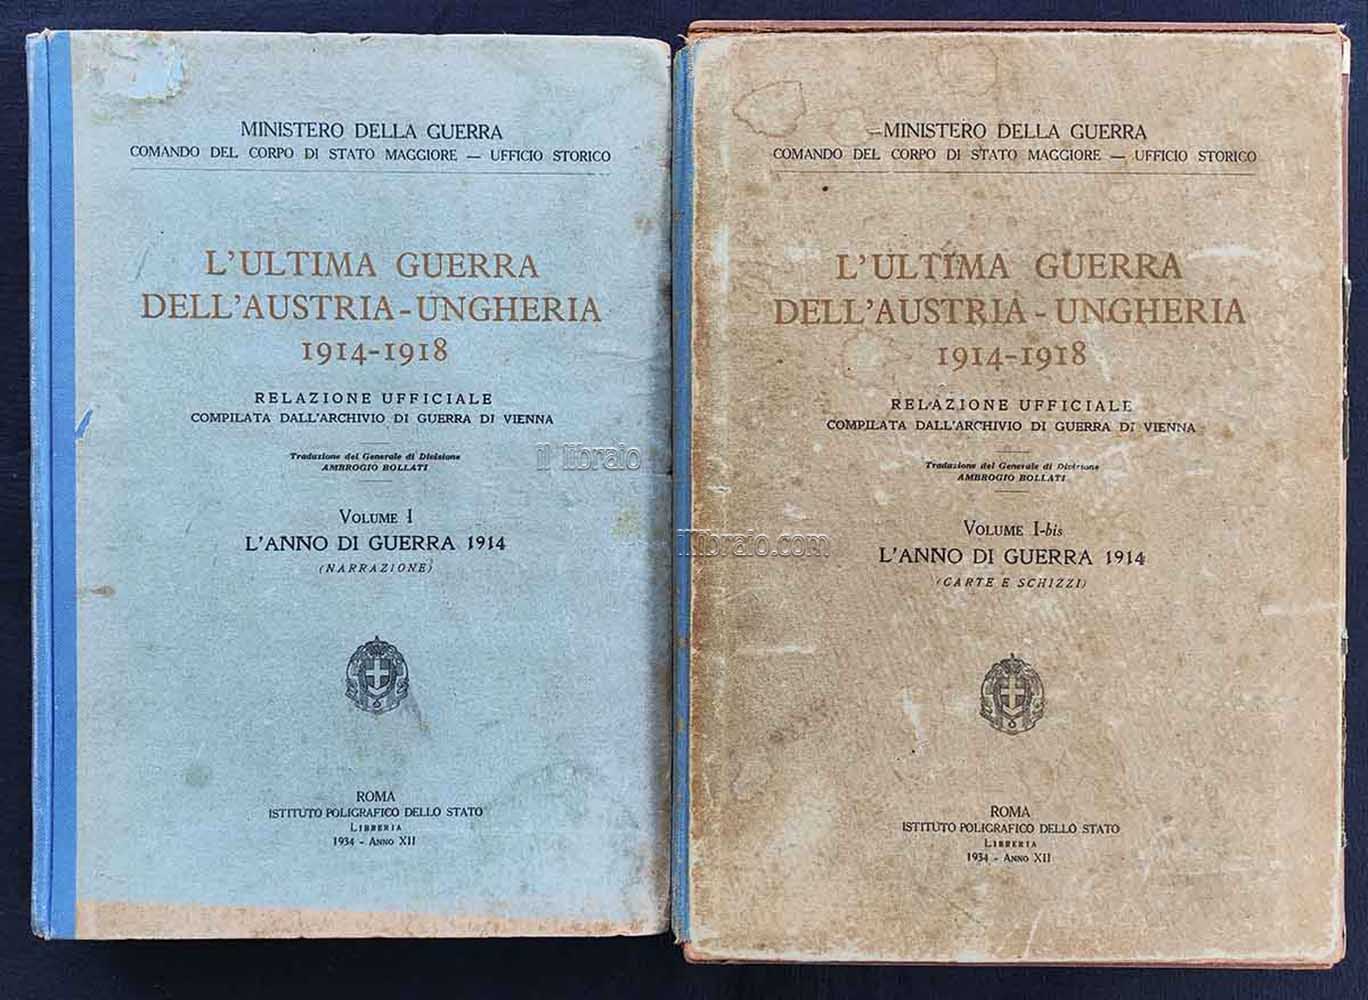 MINISTERO DELLA GUERRA
COMANDO DEL CORPO DI STATO MAGGIORE — UFFICIO STORICO
L'ULTIMA GUERRA
DELL'AUSTRIA-UNGHERIA
1914-1918
RELAZIONE UFFICIALE
COMPILATA DALL'ARCHIVIO DI GUERRA DI VIENNA
Traduzione del Generale di Divisione
AMBROGIO BOLLATI
VOLUME I
L'ANNO DI GUERRA 1914
(NARRAZIONE)
ROMA
ISTITUTO POLIGRAFICO DELLO STATO
LIBRERIA
1934 - ANNO XII
il libraio
MINISTERO DELLA GUERRA
COMANDO DEL CORPO DI STATO MAGGIORE — UFFICIO STORICO
L'ULTIMA GUERRA
DELL'AUSTRIA-UNGHERIA
1914-1918
RELAZIONE UFFICIALE
COMPILATA DALL'ARCHIVIO DI GUERRA DI VIENNA
Traduzione del Generale di Divisione
AMBROGIO BOLLATI
VOLUME I-bis
illibraio.com
L'ANNO DI GUERRA 1914
(CARTE E SCHIZZI)
ROMA
ISTITUTO POLIGRAFICO DELLO STATO
LIBRERIA
1934 - ANNO XII